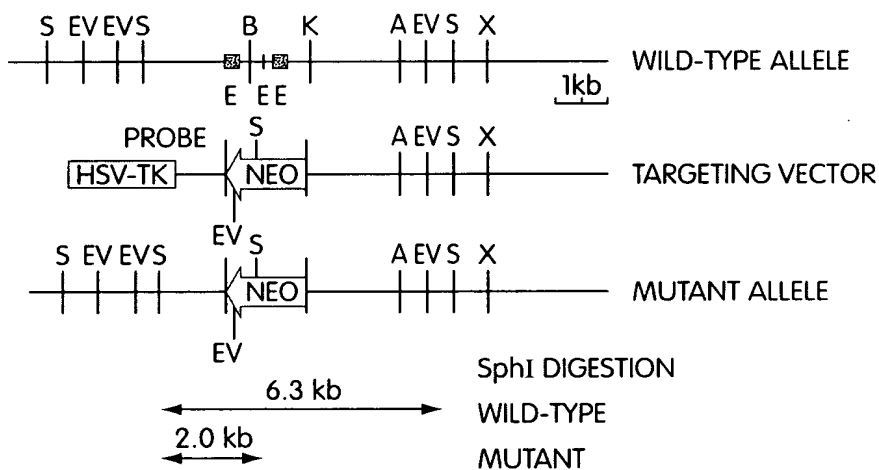 S EV EV S B K A EV S X
WILD-TYPE ALLELE
E E E
1kb
PROBE S A EV S X
HSV-TK NEO TARGETING VECTOR
EV
S EV EV S S A EV S X
NEO MUTANT ALLELE
EV
SphI DIGESTION
6.3 kb
WILD-TYPE
2.0 kb
MUTANT